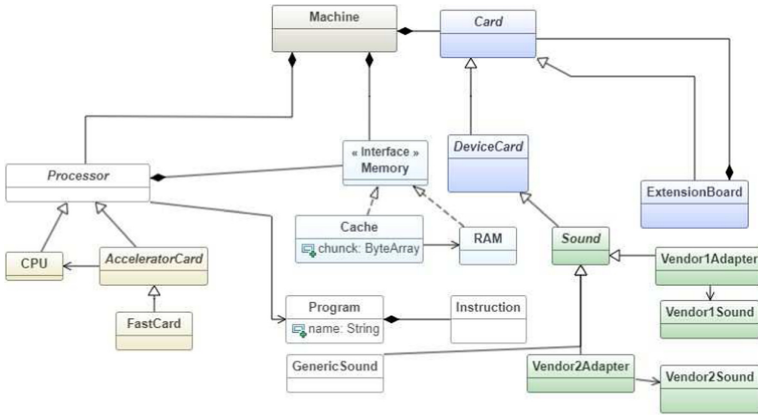 Machine
Card
« Interface »
Memory
DeviceCard
Processor
ExtensionBoard
Cache
chunck: ByteArray
RAM
Sound
CPU
AcceleratorCard
Vendor1Adapter
Program
name: String
Instruction
Vendor1Sound
FastCard
GenericSound
Vendor2Adapter
Vendor2Sound